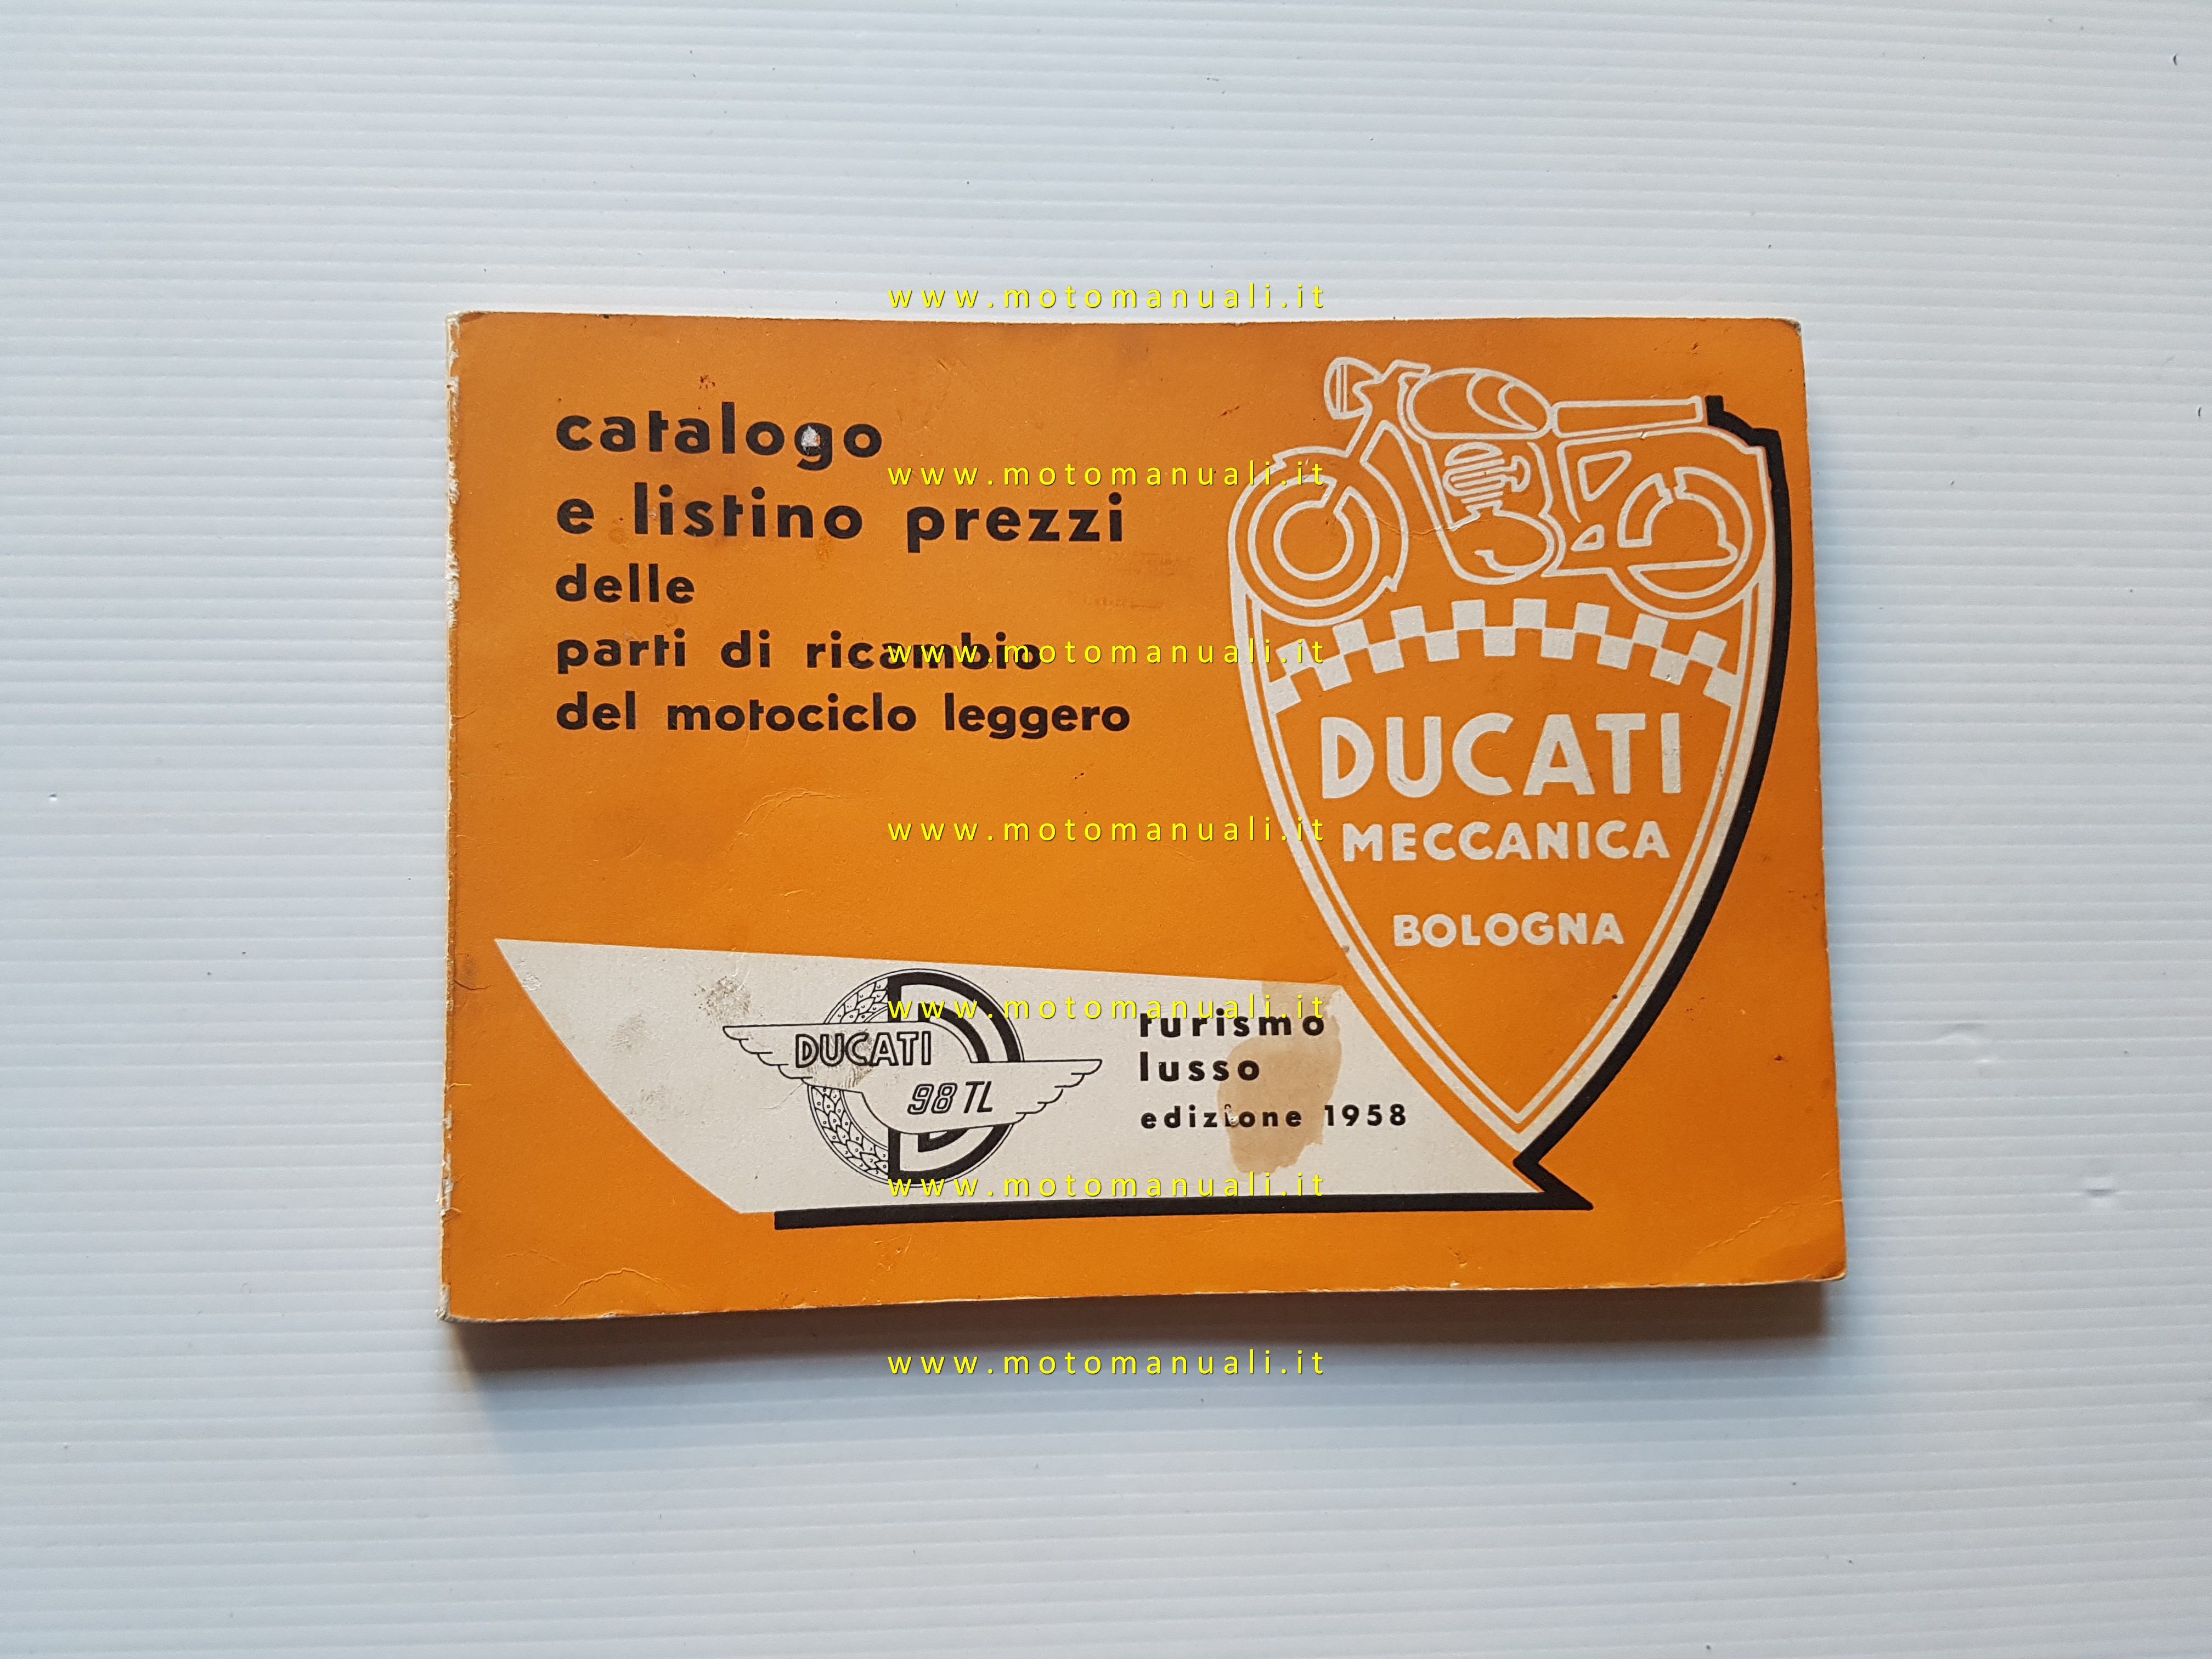 www.motomanuali.it
catalogo
www.motomanuali.it
e listino prezzi
delle
parti di ricambio
www.motomanuali.it
del motociclo leggero
DUCATI
MECCANICA
BOLOGNA
www.motomanuali.it
www.motomanuali.it
DUCATI
98 TL
turismo
lusso
edizione 1958
www.motomanuali.it
www.motomanuali.it